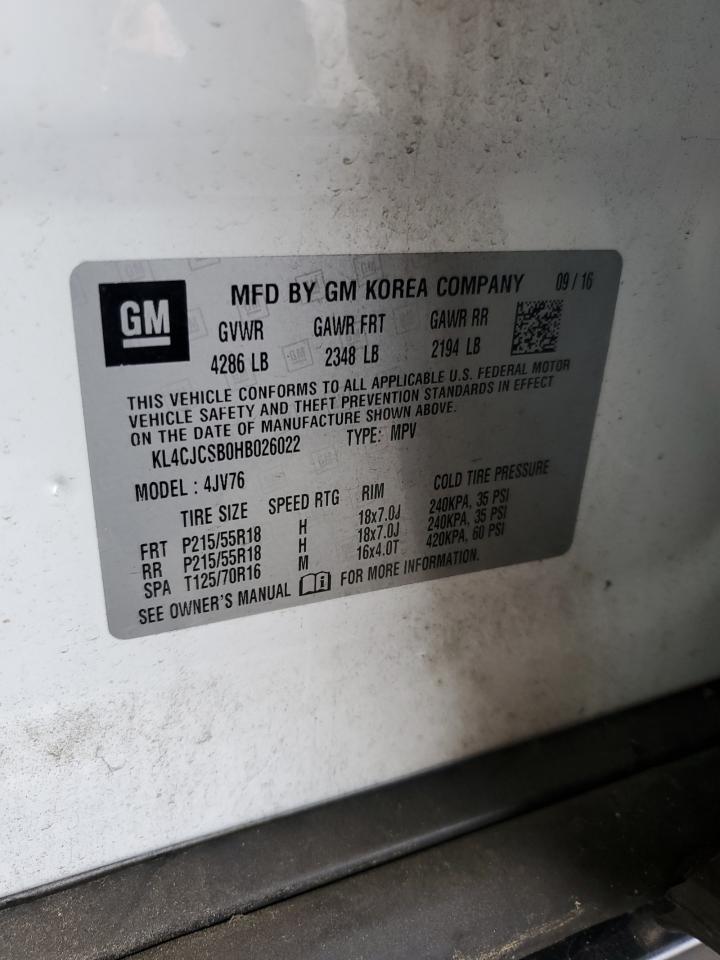 GM
MFD BY GM KOREA COMPANY 09 / 16
GVWR GAWR FRT GAWR RR
4286 LB 2348 LB 2194 LB
THIS VEHICLE CONFORMS TO ALL APPLICABLE U.S. FEDERAL MOTOR
VEHICLE SAFETY AND THEFT PREVENTION STANDARDS IN EFFECT
ON THE DATE OF MANUFACTURE SHOWN ABOVE.
KL4CJCSB0HB026022 TYPE: MPV
MODEL : 4JV76
TIRE SIZE SPEED RTG RIM COLD TIRE PRESSURE
FRT P215/55R18 H 18x7.0J 240KPA, 35 PSI
RR P215/55R18 H 18x7.0J 240KPA, 35 PSI
SPA T125/70R16 M 16x4.0T 420KPA, 60 PSI
SEE OWNER'S MANUAL FOR MORE INFORMATION.